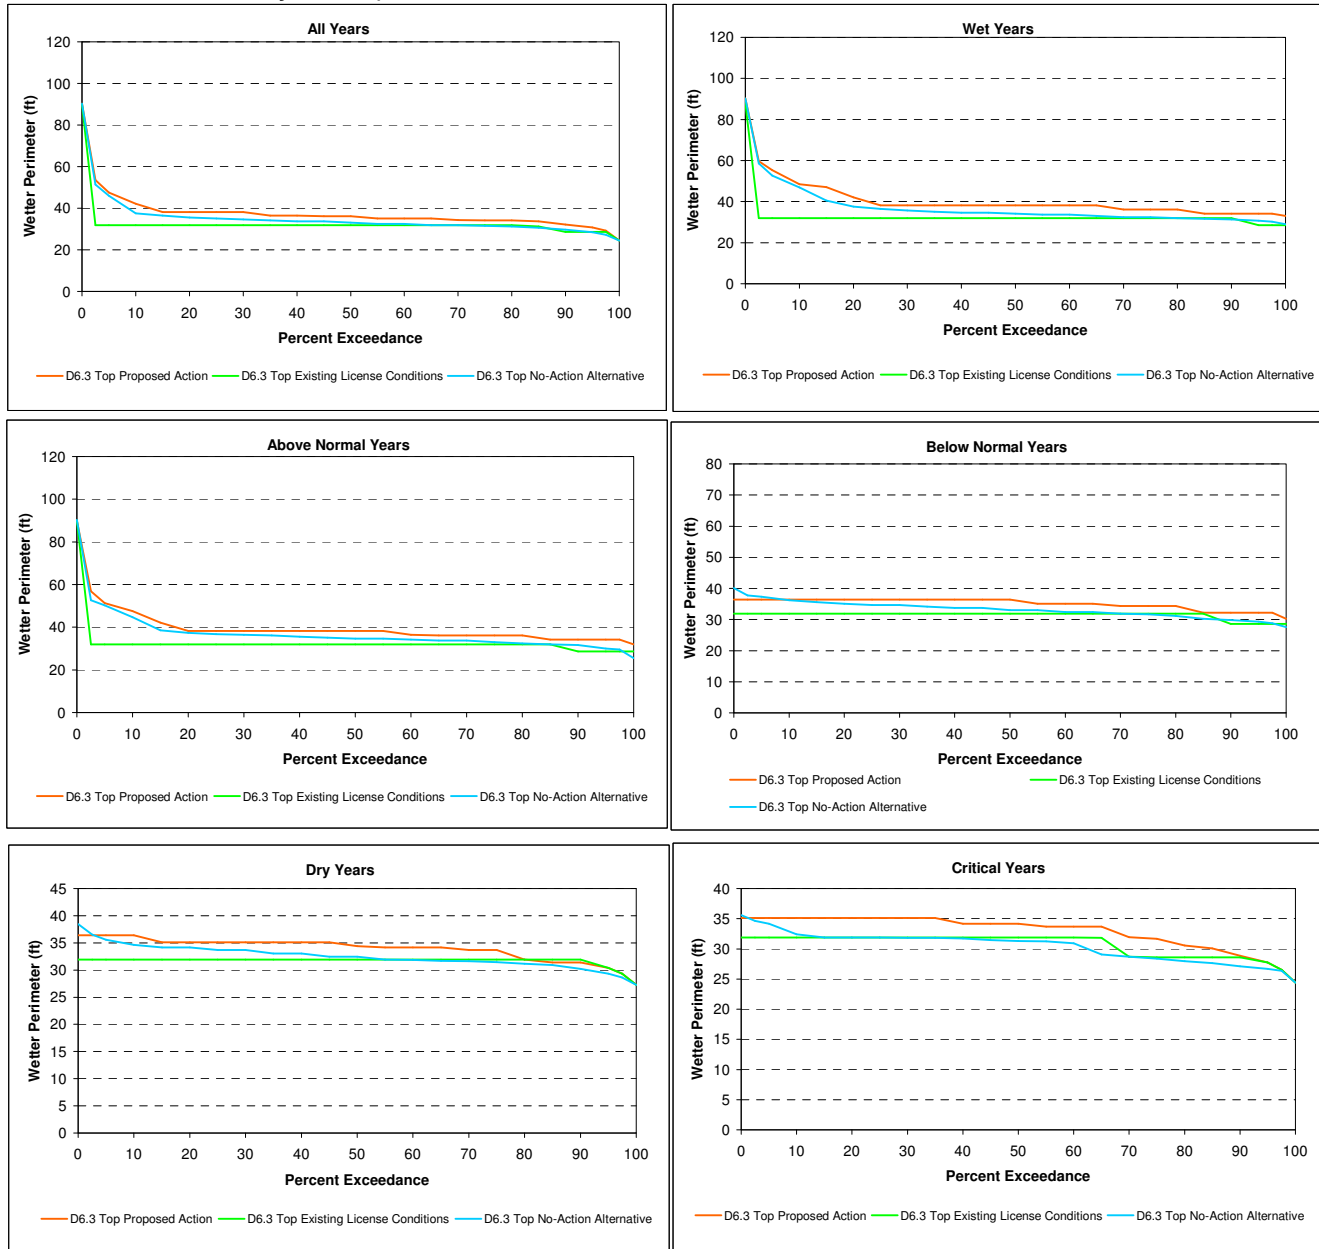 All Years
120
100
80
60
40
20
0
Wetter Perimeter (ft)
0 10 20 30 40 50 60 70 80 90 100
Percent Exceedance
D6.3 Top Proposed Action D6.3 Top Existing License Conditions D6.3 Top No-Action Alternative
Wet Years
120
100
80
60
40
20
0
Wetter Perimeter (ft)
0 10 20 30 40 50 60 70 80 90 100
Percent Exceedance
D6.3 Top Proposed Action D6.3 Top Existing License Conditions D6.3 Top No-Action Alternative
Above Normal Years
120
100
80
60
40
20
0
Wetter Perimeter (ft)
0 10 20 30 40 50 60 70 80 90 100
Percent Exceedance
D6.3 Top Proposed Action D6.3 Top Existing License Conditions D6.3 Top No-Action Alternative
Below Normal Years
80
70
60
50
40
30
20
10
0
Wetter Perimeter (ft)
0 10 20 30 40 50 60 70 80 90 100
Percent Exceedance
D6.3 Top Proposed Action D6.3 Top Existing License Conditions
D6.3 Top No-Action Alternative
Dry Years
45
40
35
30
25
20
15
10
5
0
Wetter Perimeter (ft)
0 10 20 30 40 50 60 70 80 90 100
Percent Exceedance
D6.3 Top Proposed Action D6.3 Top Existing License Conditions D6.3 Top No-Action Alternative
Critical Years
40
35
30
25
20
15
10
5
0
Wetter Perimeter (ft)
0 10 20 30 40 50 60 70 80 90 100
Percent Exceedance
D6.3 Top Proposed Action D6.3 Top Existing License Conditions D6.3 Top No-Action Alternative